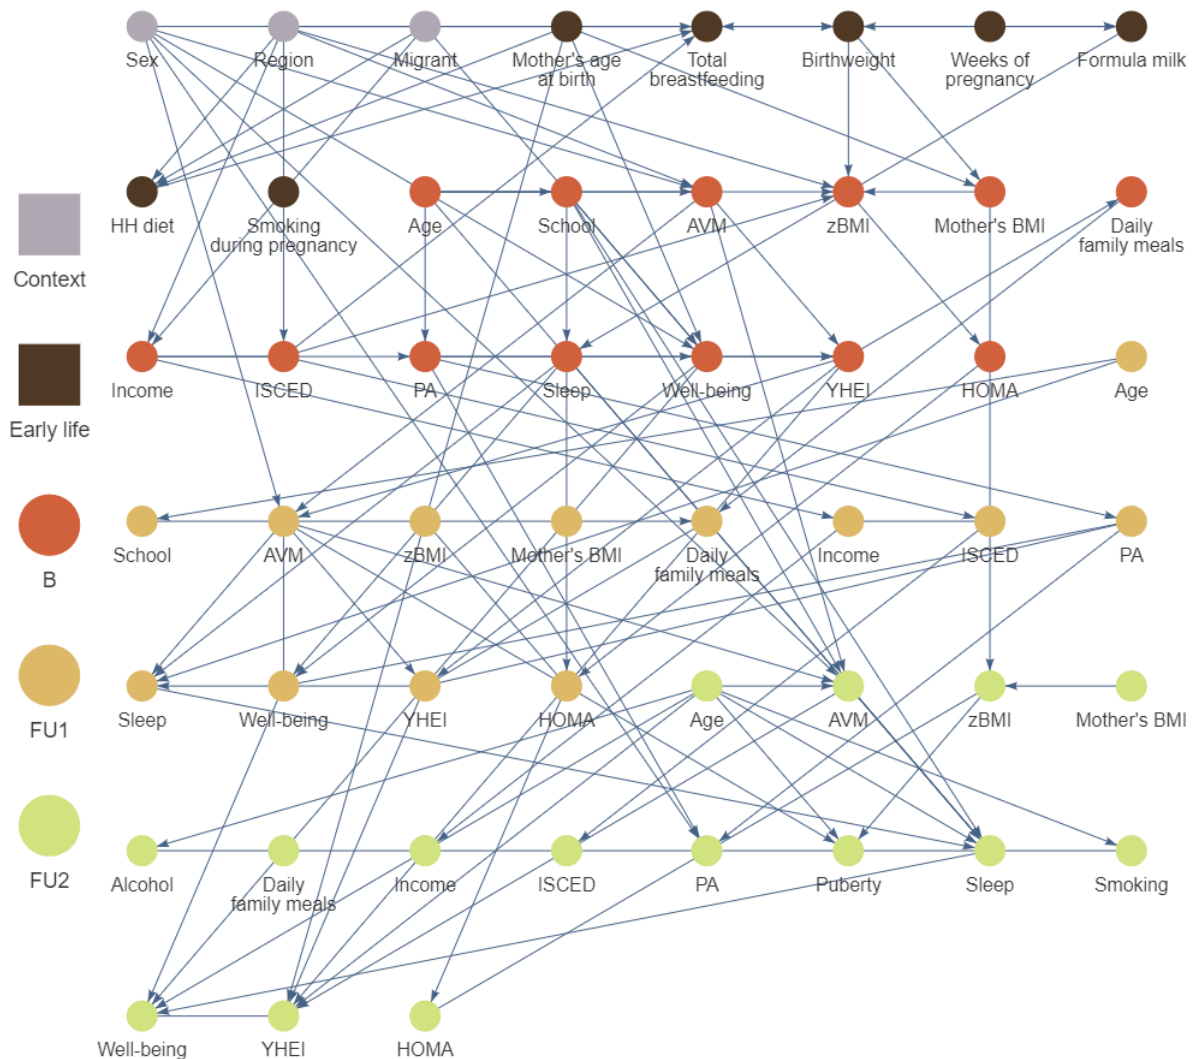 Sex Region Migrant Mother's age Total Birthweight Weeks of Formula milk
at birth breastfeeding pregnancy
HH diet Smoking Age School AVM zBMI Mother's BMI Daily
during pregnancy family meals
Context
Income ISCED PA Sleep Well-being YHEI HOMA Age
Early life
School AVM zBMI Mother's BMI Daily Income ISCED PA
family meals
B
Sleep Well-being YHEI HOMA Age AVM zBMI Mother's BMI
FU1
Alcohol Daily Income ISCED PA Puberty Sleep Smoking
family meals
FU2
Well-being YHEI HOMA